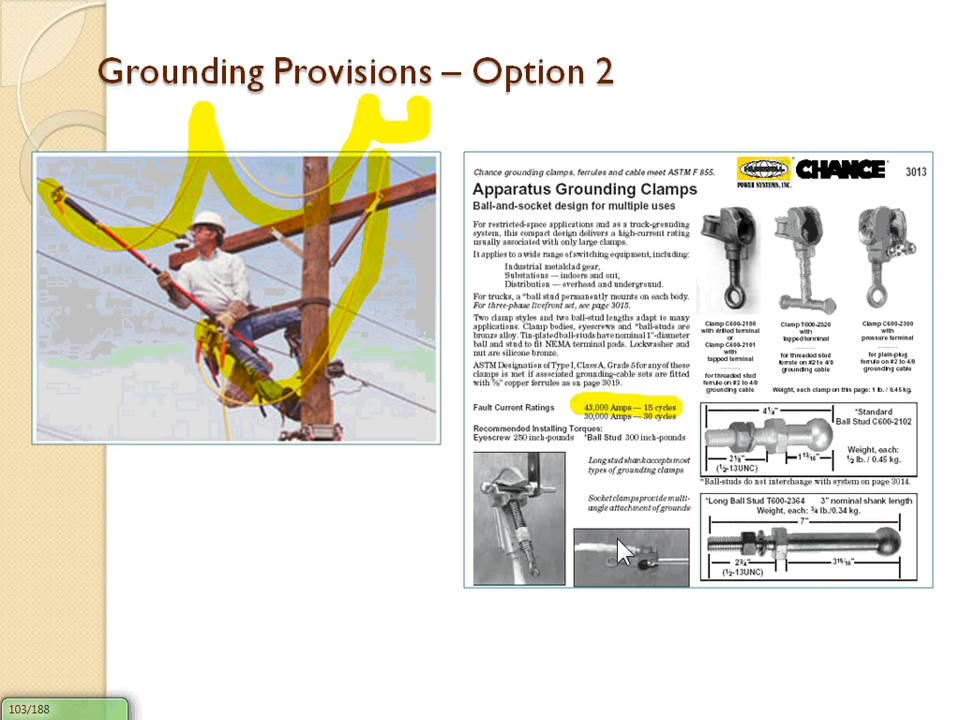 Grounding Provisions – Option 2
Chance grounding clamps, ferrules and cable meet ASTM F 855.
HUBBELL
POWER SYSTEMS, INC.
CHANCE
3013
Apparatus Grounding Clamps
Ball-and-socket design for multiple uses
For restricted-space applications and as a truck-grounding
system, this compact design delivers a high-current rating
usually associated with only large clamps.
It applies to a wide range of switching equipment, including:
Industrial metalclad gear,
Substations — indoors and out,
Distribution — overhead and underground.
For trucks, a *ball stud permanently mounts on each body.
For three-phase livefront set, see page 3015.
Two clamp styles and two ball-stud lengths adapt to many
applications. Clamp bodies, eyescrews and *ball-studs are
bronze alloy. Tin-plated ball-studs have nominal 1"-diameter
ball and stud to fit NEMA terminal pads. Lockwasher and
nut are silicone bronze.
ASTM Designation of Type I, Class A, Grade 5 for any of these
clamps is met if associated grounding-cable sets are fitted
with ⅝" copper ferrules as on page 3019.
Fault Current Ratings
43,000 Amps — 15 cycles
30,000 Amps — 30 cycles
Recommended Installing Torques:
Eyescrew 250 inch-pounds *Ball Stud 300 inch-pounds
Long stud shank accepts most
types of grounding clamps
Socket clamps provide multi-
angle attachment of grounds
Clamp C600-2100
with drilled terminal
or
Clamp C600-2101
with
tapped terminal
for threaded stud
ferrule on #2 to 4/0
grounding cable
Clamp T600-2320
with
tapped terminal
for threaded stud
ferrule on #2 to 4/0
grounding cable
Clamp C600-2300
with
pressure terminal
for plain-plug
ferrule on #2 to 4/0
grounding cable
Weight, each clamp on this page: 1 lb. / 0.45 kg.
4¼"
*Standard
Ball Stud C600-2102
Weight, each:
½ lb. / 0.45 kg.
2⅛"
(½-13UNC)
1 13/16"
*Ball-studs do not interchange with system on page 3014.
*Long Ball Stud T600-2364 3" nominal shank length
Weight, each: ¾ lb./0.34 kg.
7"
2¾"
(½-13UNC)
3 15/16"
103/188